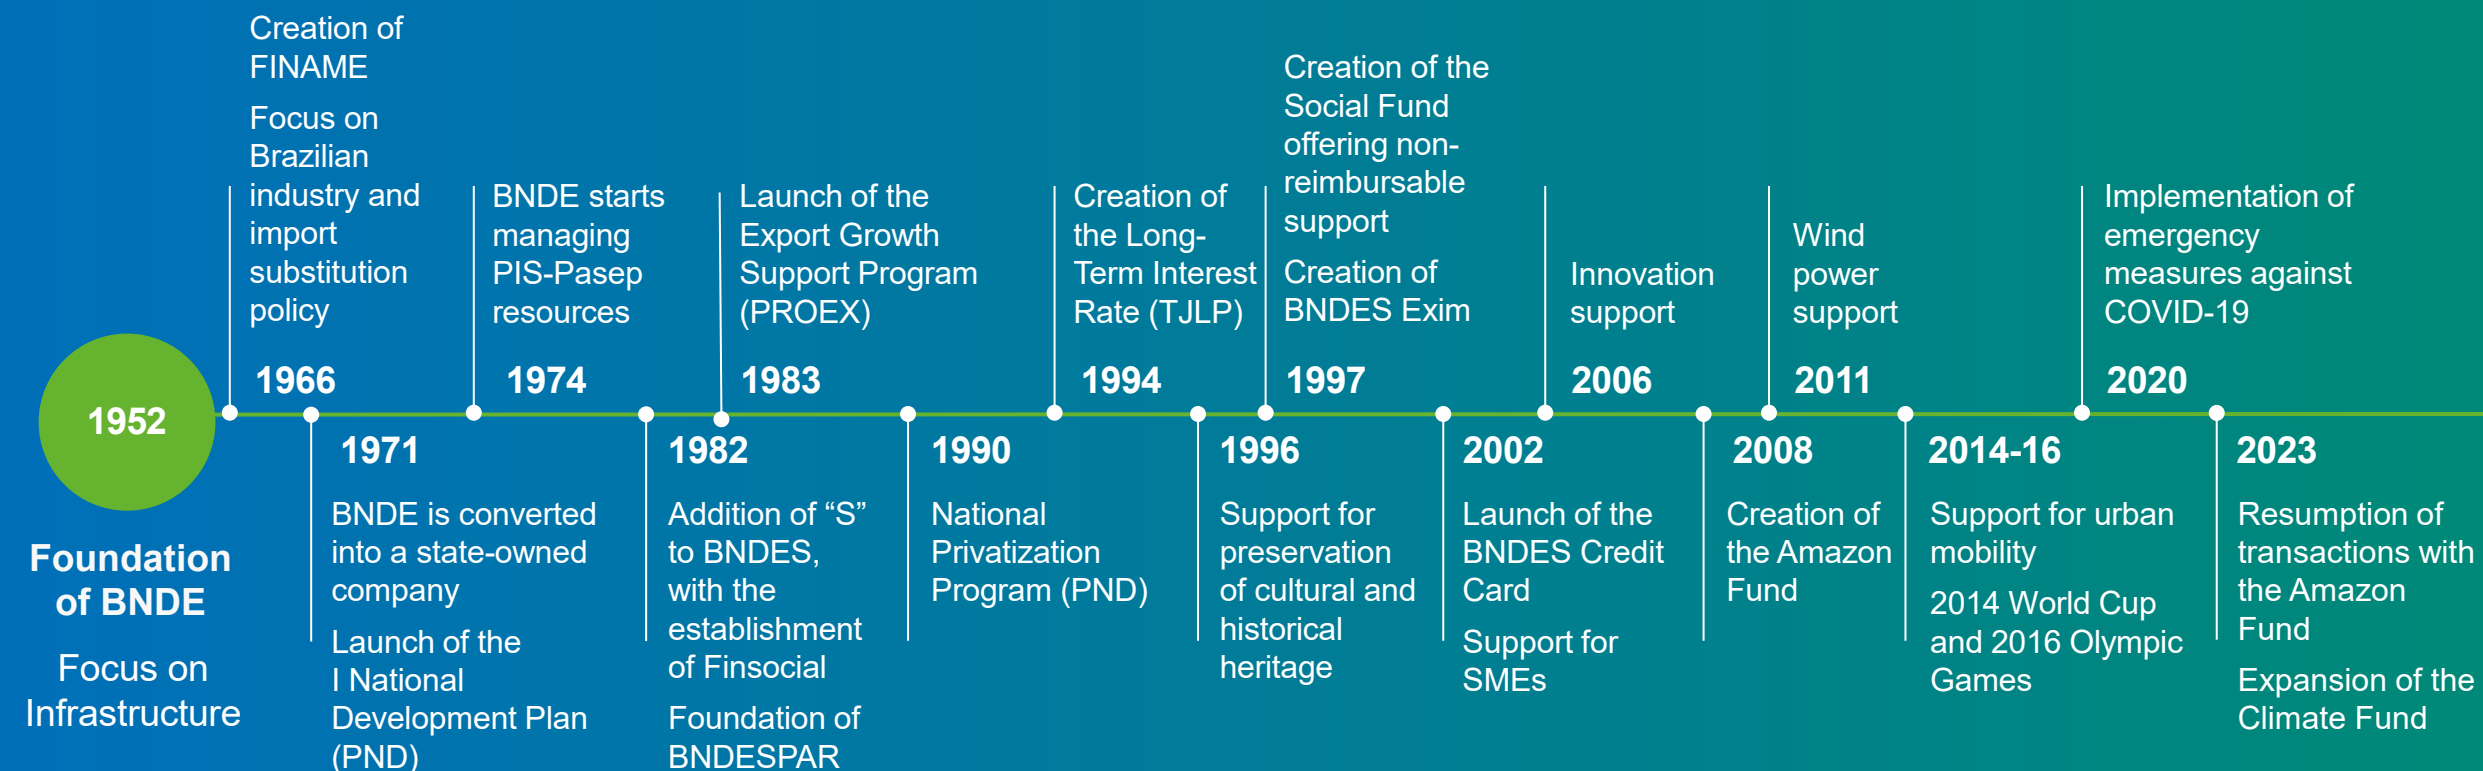 1952
Foundation
of BNDE
Focus on
Infrastructure
Creation of
FINAME
Focus on
Brazilian
industry and
import
substitution
policy
1966
1971
BNDE is converted
into a state-owned
company
Launch of the
I National
Development Plan
(PND)
BNDE starts
managing
PIS-Pasep
resources
1974
1982
Addition of “S”
to BNDES,
with the
establishment
of Finsocial
Foundation of
BNDESPAR
Launch of the
Export Growth
Support Program
(PROEX)
1983
1990
National
Privatization
Program (PND)
Creation of
the Long-
Term Interest
Rate (TJLP)
1994
1996
Support for
preservation
of cultural and
historical
heritage
Creation of the
Social Fund
offering non-
reimbursable
support
Creation of
BNDES Exim
1997
2002
Launch of the
BNDES Credit
Card
Support for
SMEs
Innovation
support
2006
2008
Creation of
the Amazon
Fund
Wind
power
support
2011
2014-16
Support for urban
mobility
2014 World Cup
and 2016 Olympic
Games
Implementation of
emergency
measures against
COVID-19
2020
2023
Resumption of
transactions with
the Amazon
Fund
Expansion of the
Climate Fund